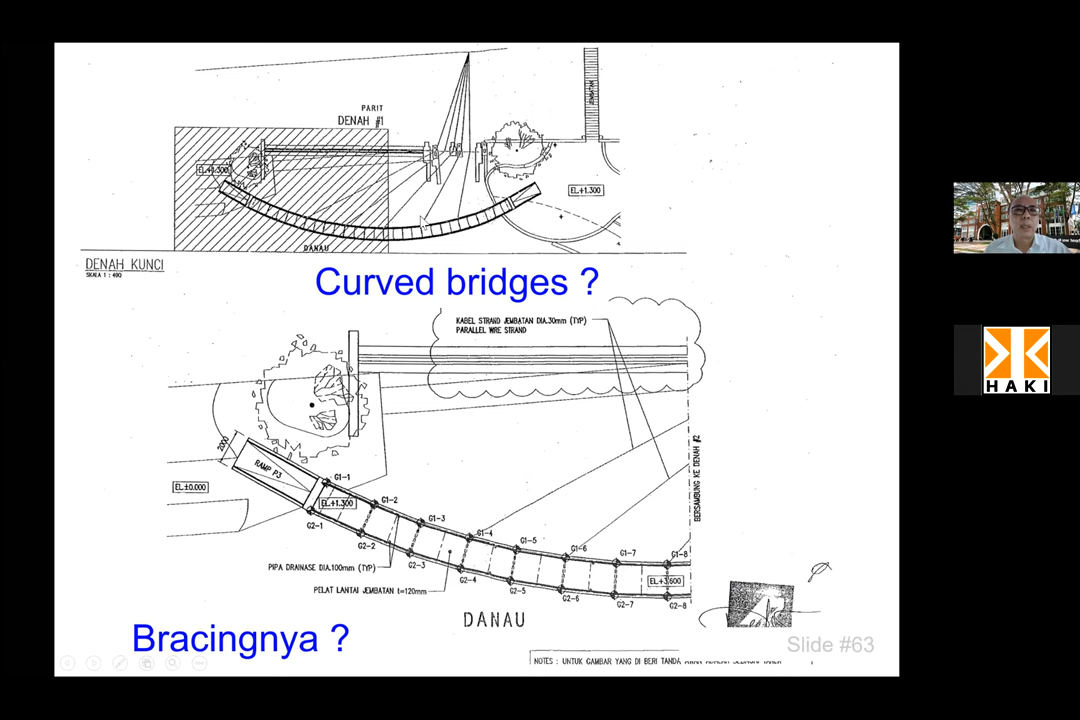 PARIT
DENAH #1
JEMBATAN
EL.+1.300
EL.+1.300
DANAU
DENAH KUNCI
SKALA 1 : 400
Curved bridges ?
KABEL STRAND JEMBATAN DIA.30mm (TYP)
PARALLEL WIRE STRAND
2000
RAMP P3
EL.±0.000
EL.+1.300
G1-1
G1-2
G1-3
G1-4
G1-5
G1-6
G1-7
G1-8
G2-1
G2-2
G2-3
G2-4
G2-5
G2-6
G2-7
G2-8
EL.+3.600
BERSAMBUNG KE DENAH #2
PIPA DRAINASE DIA.100mm (TYP)
PELAT LANTAI JEMBATAN t=120mm
DANAU
Bracingnya ?
Slide #63
NOTES : UNTUK GAMBAR YANG DI BERI TANDA
HAKI